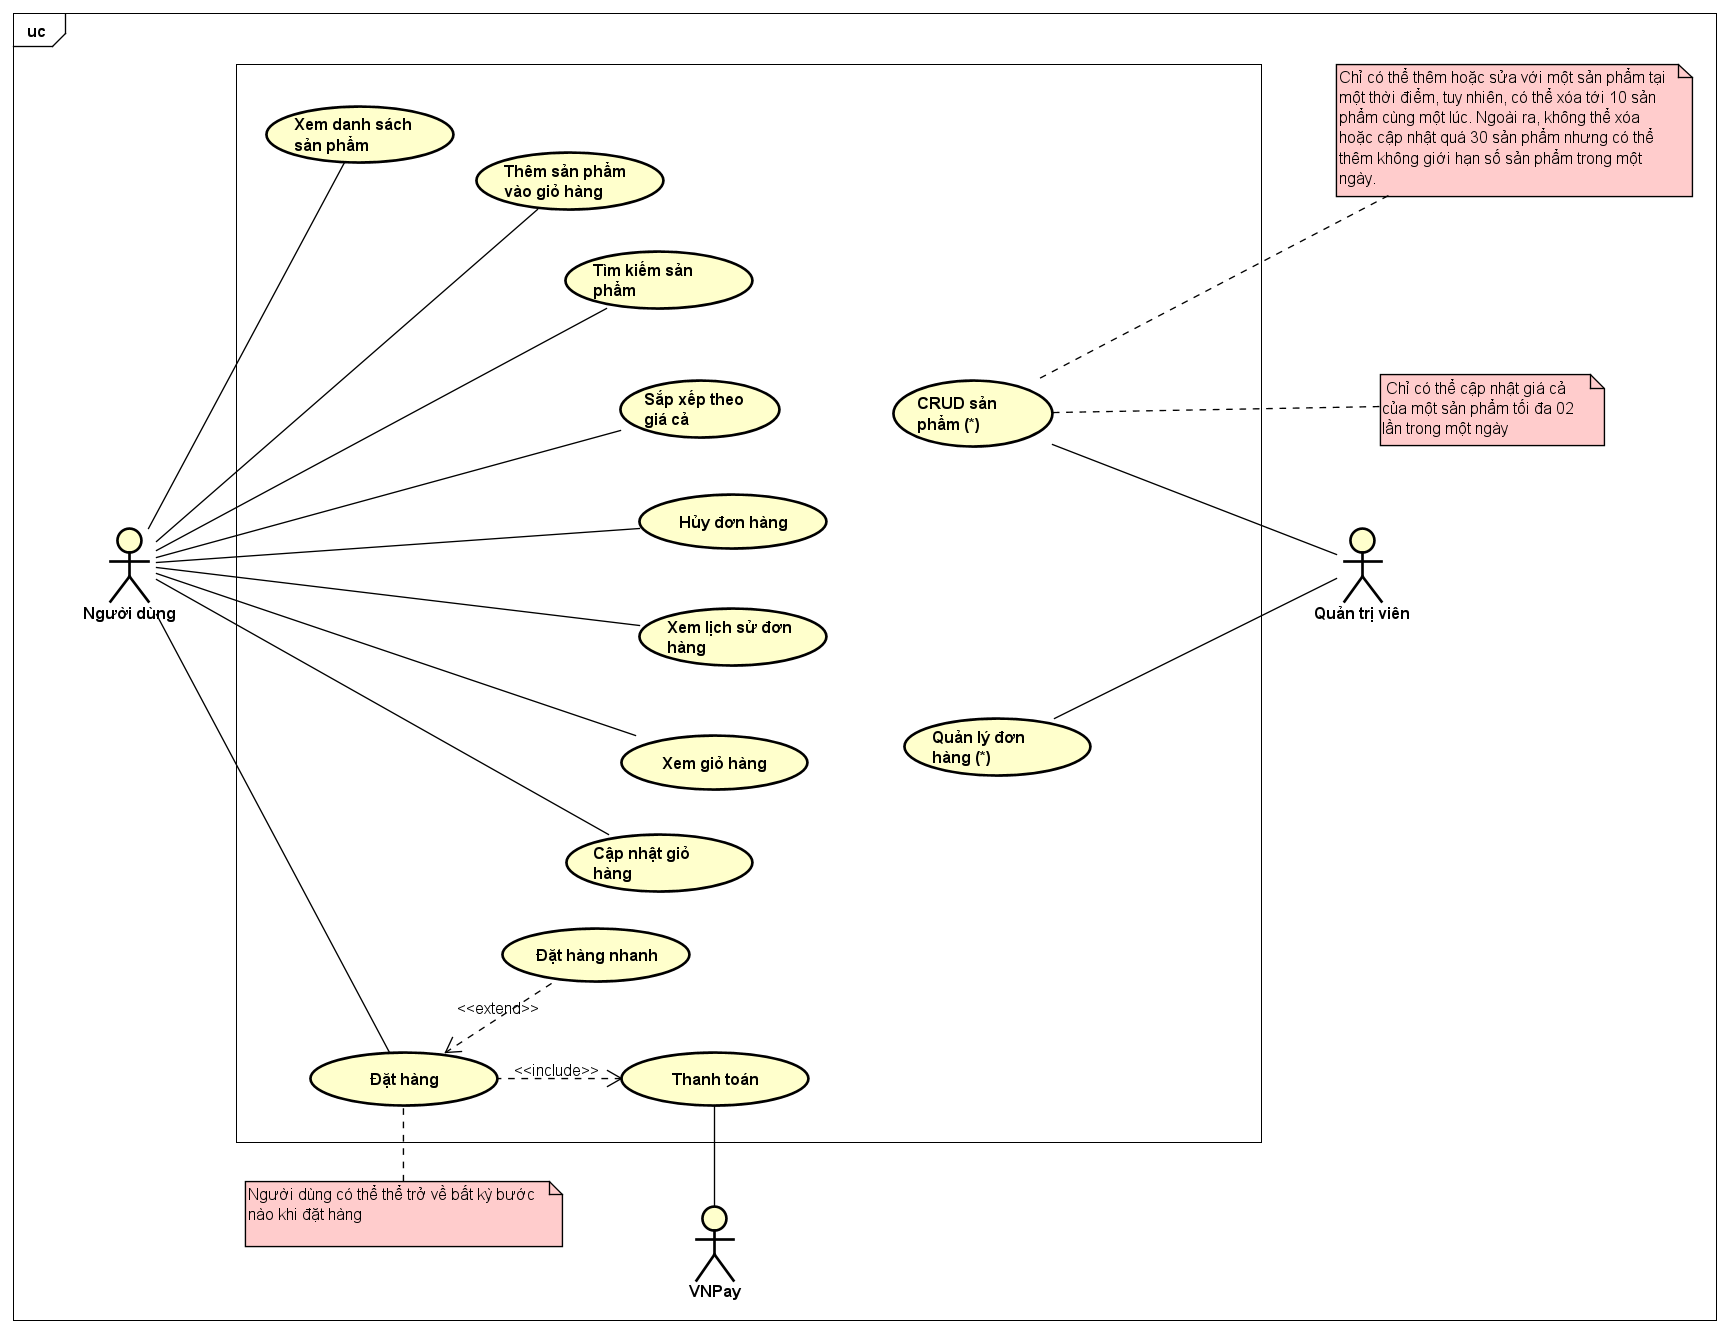 uc
Xem danh sách
sản phẩm
Thêm sản phẩm
vào giỏ hàng
Tìm kiếm sản
phẩm
Sắp xếp theo
giá cả
Hủy đơn hàng
Xem lịch sử đơn
hàng
Xem giỏ hàng
Cập nhật giỏ
hàng
Đặt hàng nhanh
<<extend>>
Đặt hàng
<<include>>
Thanh toán
Người dùng
CRUD sản
phẩm (*)
Quản lý đơn
hàng (*)
Quản trị viên
VNPay
Chỉ có thể thêm hoặc sửa với một sản phẩm tại
một thời điểm, tuy nhiên, có thể xóa tới 10 sản
phẩm cùng một lúc. Ngoài ra, không thể xóa
hoặc cập nhật quá 30 sản phẩm nhưng có thể
thêm không giới hạn số sản phẩm trong một
ngày.
Chỉ có thể cập nhật giá cả
của một sản phẩm tối đa 02
lần trong một ngày
Người dùng có thể thể trở về bất kỳ bước
nào khi đặt hàng